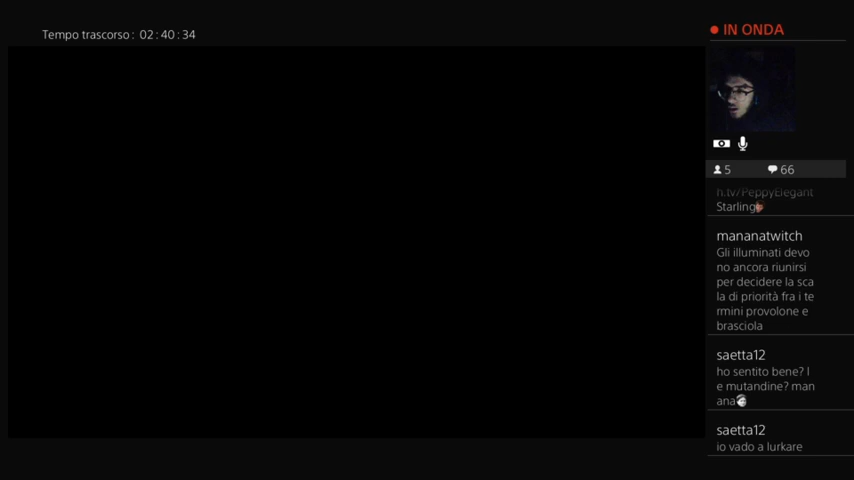 Tempo trascorso: 02:40:34
IN ONDA
5 66
h.tv/PeppyElegant
Starling
mananatwitch
Gli illuminati devo
no ancora riunirsi
per decidere la sca
la di priorità fra i te
rmini provolone e
brasciola
saetta12
ho sentito bene? l
e mutandine? man
ana
saetta12
io vado a lurkare